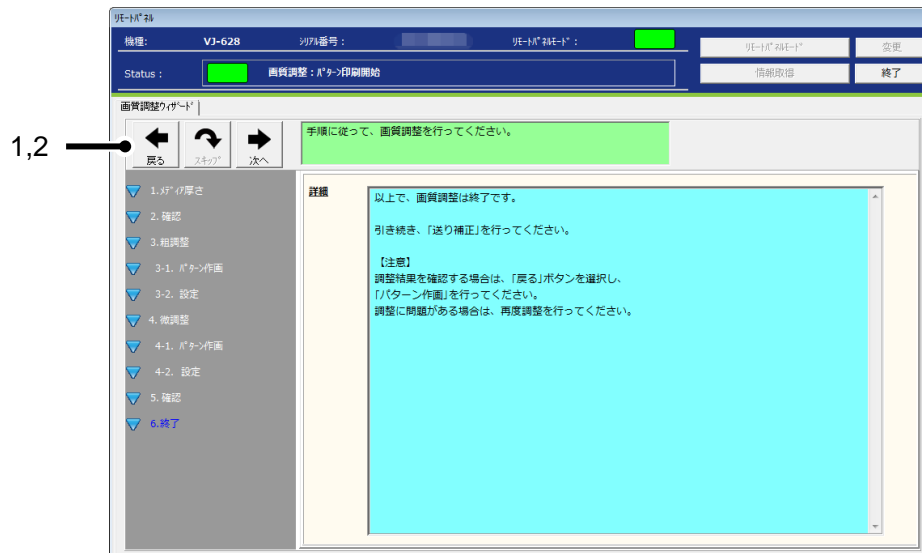 リモートパネル
機種: VJ-628 シリアル番号: リモートパネルモード:
リモートパネルモード 変更
Status: 画質調整:パターン印刷開始
情報取得 終了
画質調整ウィザード
1,2
戻る スキップ 次へ
手順に従って、画質調整を行ってください。
1.メディア厚さ
2.確認
3.粗調整
3-1. パターン作画
3-2. 設定
4.微調整
4-1. パターン作画
4-2. 設定
5.確認
6.終了
詳細
以上で、画質調整は終了です。
引き続き、「送り補正」を行ってください。
【注意】
調整結果を確認する場合は、「戻る」ボタンを選択し、
「パターン作画」を行ってください。
調整に問題がある場合は、再度調整を行ってください。